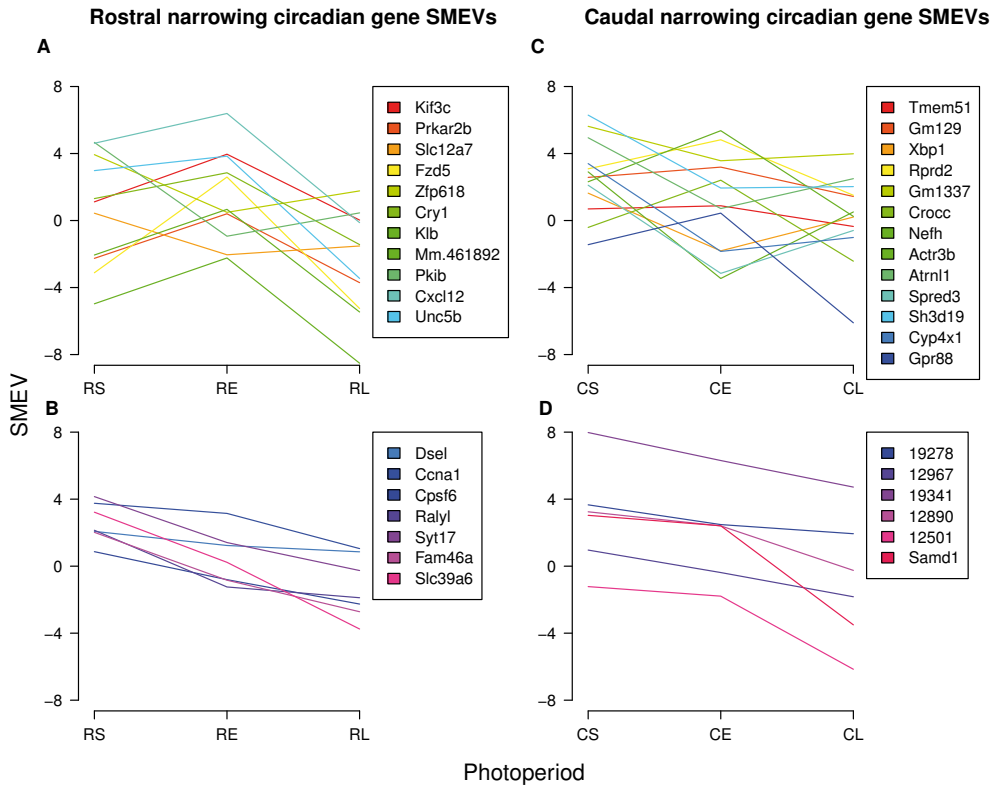 Rostral narrowing circadian gene SMEVs
Caudal narrowing circadian gene SMEVs
A
8
4
0
−4
−8
RS
RE
RL
Kif3c
Prkar2b
Slc12a7
Fzd5
Zfp618
Cry1
Klb
Mm.461892
Pkib
Cxcl12
Unc5b
C
8
4
0
−4
−8
CS
CE
CL
Tmem51
Gm129
Xbp1
Rprd2
Gm1337
Crocc
Nefh
Actr3b
Atrnl1
Spred3
Sh3d19
Cyp4x1
Gpr88
SMEV
B
8
4
0
−4
−8
RS
RE
RL
Dsel
Ccna1
Cpsf6
Ralyl
Syt17
Fam46a
Slc39a6
D
8
4
0
−4
−8
CS
CE
CL
19278
12967
19341
12890
12501
Samd1
Photoperiod